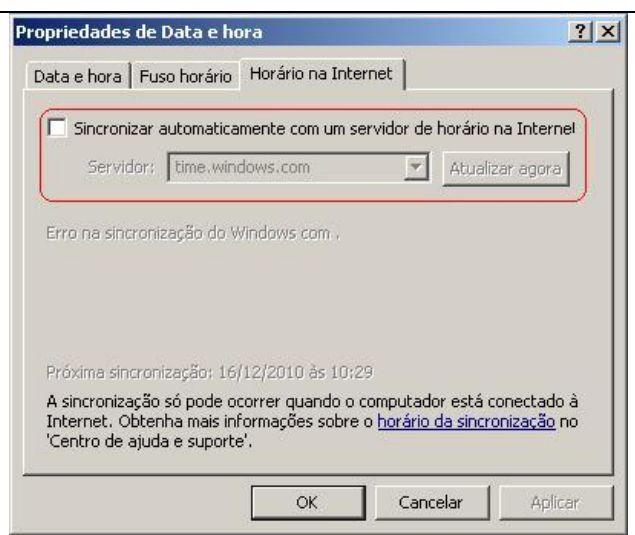 Propriedades de Data e hora
Data e hora
Fuso horário
Horário na Internet
Sincronizar automaticamente com um servidor de horário na Internet
Servidor: time.windows.com Atualizar agora
Erro na sincronização do Windows com .
Próxima sincronização: 16/12/2010 às 10:29
A sincronização só pode ocorrer quando o computador está conectado à
Internet. Obtenha mais informações sobre o horário da sincronização no
'Centro de ajuda e suporte'.
OK Cancelar Aplicar